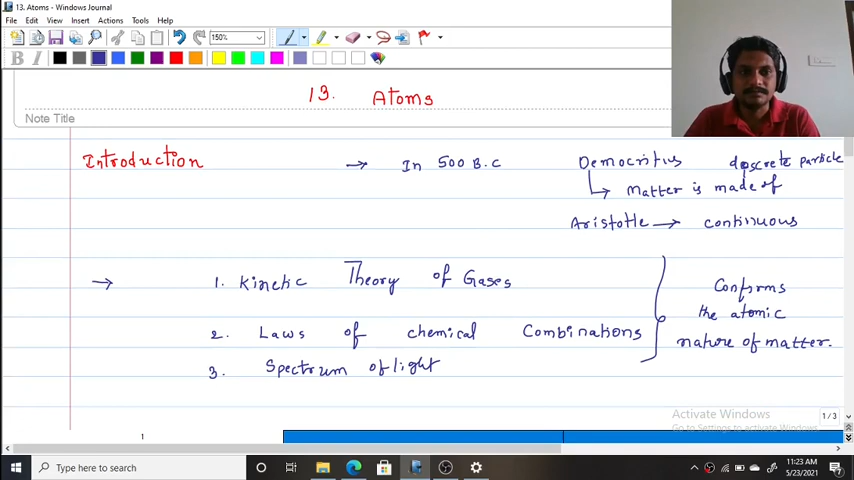 13. Atoms - Windows Journal
File Edit View Insert Actions Tools Help
150%
B I
13. Atoms
Note Title
Introduction → In 500 B.C Democritus discrete particle
↳ Matter is made of
Aristotle → continuous
→ 1. Kinetic Theory of Gases
2. Laws of chemical Combinations
3. Spectrum of light
Confirms
the atomic
nature of matter.
Activate Windows
Go to Settings to activate Windows.
1 / 3
1
Type here to search
11:23 AM
5/23/2021